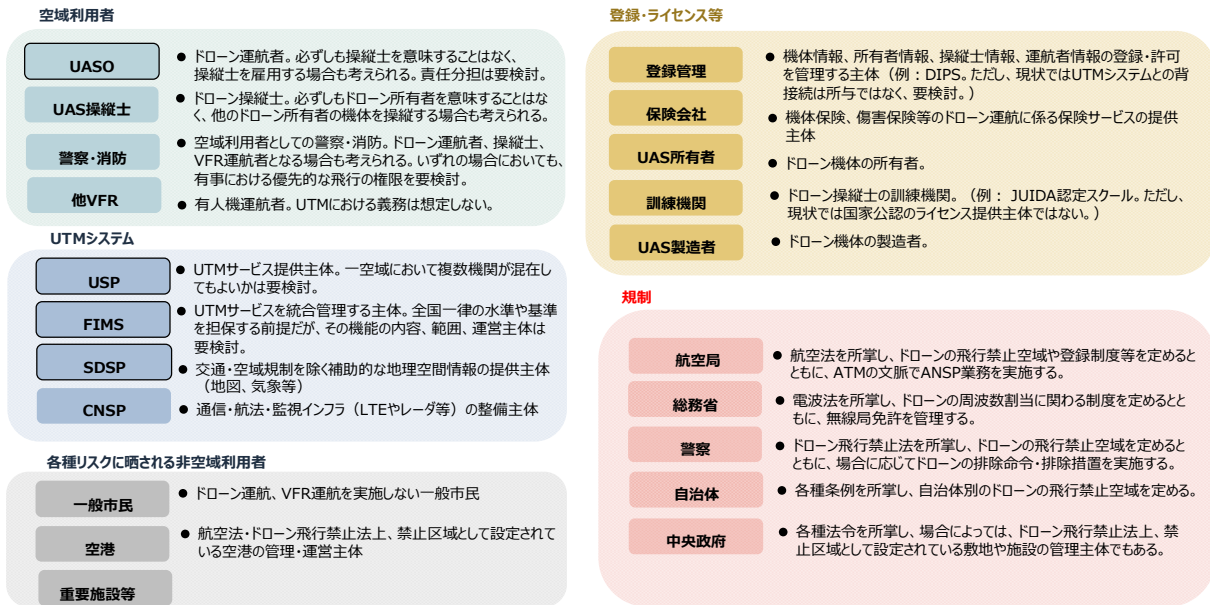 空域利用者
UASO
● ドローン運航者。必ずしも操縦士を意味することはなく、
操縦士を雇用する場合も考えられる。責任分担は要検討。
UAS操縦士
● ドローン操縦士。必ずしもドローン所有者を意味することはな
く、他のドローン所有者の機体を操縦する場合も考えられる。
警察・消防
● 空域利用者としての警察・消防。ドローン運航者、操縦士、
VFR運航者となる場合も考えられる。いずれの場合においても、
有事における優先的な飛行の権限を要検討。
他VFR
● 有人機運航者。UTMにおける義務は想定しない。
UTMシステム
USP
● UTMサービス提供主体。一空域において複数機関が混在し
てもよいかは要検討。
FIMS
● UTMサービスを統合管理する主体。全国一律の水準や基準
を担保する前提だが、その機能の内容、範囲、運営主体は
要検討。
SDSP
● 交通・空域規制を除く補助的な地理空間情報の提供主体
（地図、気象等）
CNSP
● 通信・航法・監視インフラ（LTEやレーダ等）の整備主体
各種リスクに晒される非空域利用者
一般市民
● ドローン運航、VFR運航を実施しない一般市民
空港
● 航空法・ドローン飛行禁止法上、禁止区域として設定されて
いる空港の管理・運営主体
重要施設等
登録・ライセンス等
登録管理
● 機体情報、所有者情報、操縦士情報、運航者情報の登録・許可
を管理する主体（例：DIPS。ただし、現状ではUTMシステムとの背
接続は所与ではなく、要検討。）
保険会社
● 機体保険、傷害保険等のドローン運航に係る保険サービスの提供
主体
UAS所有者
● ドローン機体の所有者。
訓練機関
● ドローン操縦士の訓練機関。（例： JUIDA認定スクール。ただし、
現状では国家公認のライセンス提供主体ではない。）
UAS製造者
● ドローン機体の製造者。
規制
航空局
● 航空法を所掌し、ドローンの飛行禁止空域や登録制度等を定めると
ともに、ATMの文脈でANSP業務を実施する。
総務省
● 電波法を所掌し、ドローンの周波数割当に関わる制度を定めるとと
もに、無線局免許を管理する。
警察
● ドローン飛行禁止法を所掌し、ドローンの飛行禁止空域を定めると
ともに、場合に応じてドローンの排除命令・排除措置を実施する。
自治体
● 各種条例を所掌し、自治体別のドローンの飛行禁止空域を定める。
中央政府
● 各種法令を所掌し、場合によっては、ドローン飛行禁止法上、禁
止区域として設定されている敷地や施設の管理主体でもある。